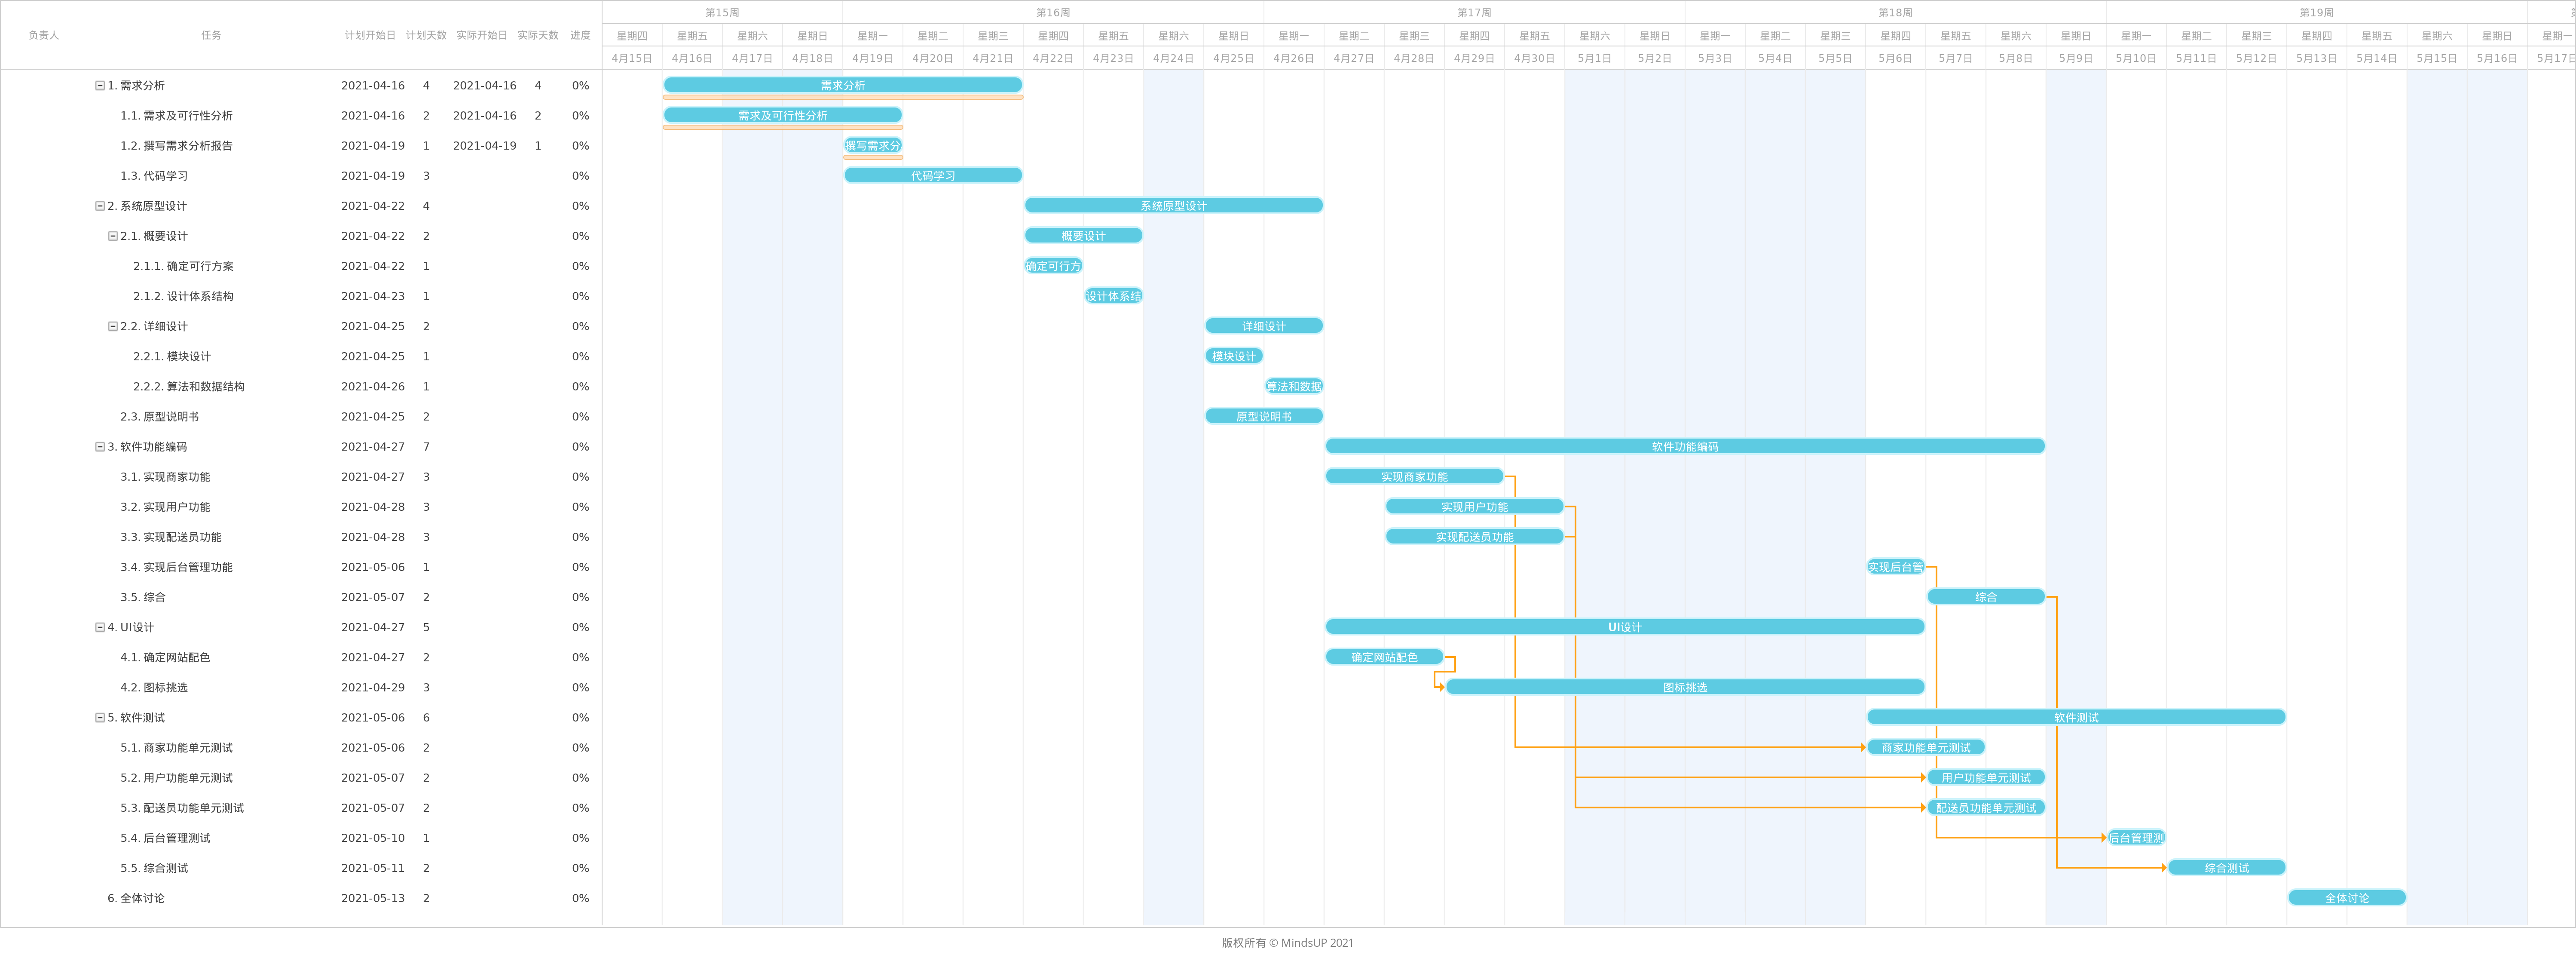 第15周 第16周 第17周 第18周 第19周
负责人 任务 计划开始日 计划天数 实际开始日 实际天数 进度
星期四 星期五 星期六 星期日 星期一 星期二 星期三 星期四 星期五 星期六 星期日 星期一 星期二 星期三 星期四 星期五 星期六 星期日 星期一 星期二 星期三 星期四 星期五 星期六 星期日 星期一 星期二 星期三 星期四 星期五 星期六 星期日 星期一
4月15日 4月16日 4月17日 4月18日 4月19日 4月20日 4月21日 4月22日 4月23日 4月24日 4月25日 4月26日 4月27日 4月28日 4月29日 4月30日 5月1日 5月2日 5月3日 5月4日 5月5日 5月6日 5月7日 5月8日 5月9日 5月10日 5月11日 5月12日 5月13日 5月14日 5月15日 5月16日 5月17日
1. 需求分析 2021-04-16 4 2021-04-16 4 0% 需求分析
1.1. 需求及可行性分析 2021-04-16 2 2021-04-16 2 0% 需求及可行性分析
1.2. 撰写需求分析报告 2021-04-19 1 2021-04-19 1 0% 撰写需求分
1.3. 代码学习 2021-04-19 3 0% 代码学习
2. 系统原型设计 2021-04-22 4 0% 系统原型设计
2.1. 概要设计 2021-04-22 2 0% 概要设计
2.1.1. 确定可行方案 2021-04-22 1 0% 确定可行方
2.1.2. 设计体系结构 2021-04-23 1 0% 设计体系结
2.2. 详细设计 2021-04-25 2 0% 详细设计
2.2.1. 模块设计 2021-04-25 1 0% 模块设计
2.2.2. 算法和数据结构 2021-04-26 1 0% 算法和数据
2.3. 原型说明书 2021-04-25 2 0% 原型说明书
3. 软件功能编码 2021-04-27 7 0% 软件功能编码
3.1. 实现商家功能 2021-04-27 3 0% 实现商家功能
3.2. 实现用户功能 2021-04-28 3 0% 实现用户功能
3.3. 实现配送员功能 2021-04-28 3 0% 实现配送员功能
3.4. 实现后台管理功能 2021-05-06 1 0% 实现后台管
3.5. 综合 2021-05-07 2 0% 综合
4. UI设计 2021-04-27 5 0% UI设计
4.1. 确定网站配色 2021-04-27 2 0% 确定网站配色
4.2. 图标挑选 2021-04-29 3 0% 图标挑选
5. 软件测试 2021-05-06 6 0% 软件测试
5.1. 商家功能单元测试 2021-05-06 2 0% 商家功能单元测试
5.2. 用户功能单元测试 2021-05-07 2 0% 用户功能单元测试
5.3. 配送员功能单元测试 2021-05-07 2 0% 配送员功能单元测试
5.4. 后台管理测试 2021-05-10 1 0% 后台管理测
5.5. 综合测试 2021-05-11 2 0% 综合测试
6. 全体讨论 2021-05-13 2 0% 全体讨论
版权所有 © MindsUP 2021